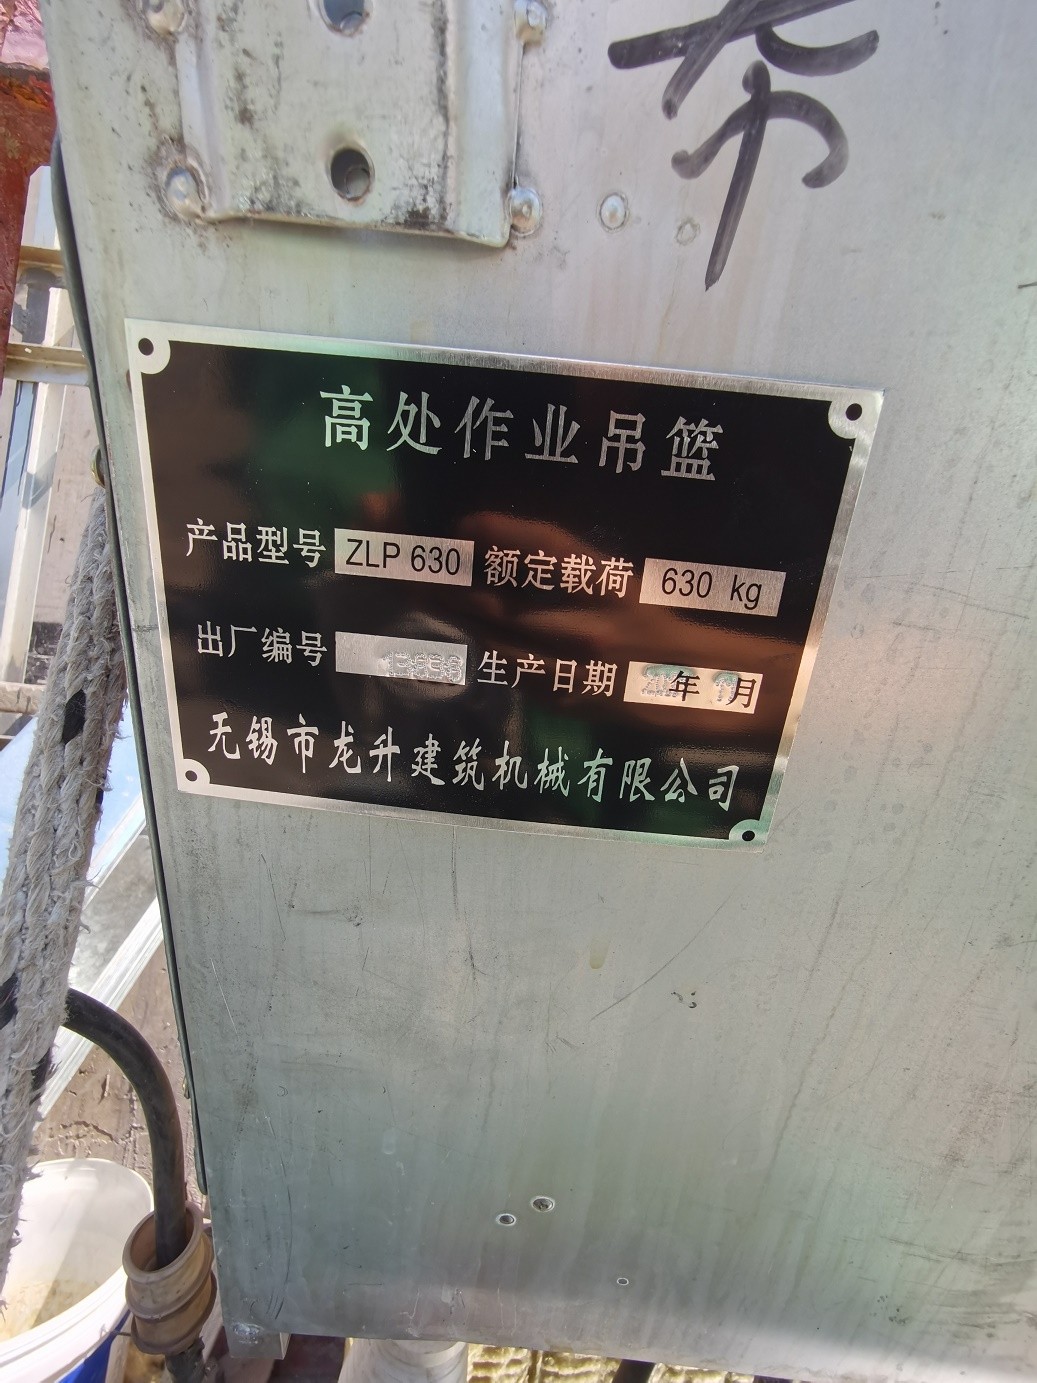 高处作业吊篮
产品型号 ZLP 630 额定载荷 630 kg
出厂编号 生产日期 年 月
无锡市龙升建筑机械有限公司